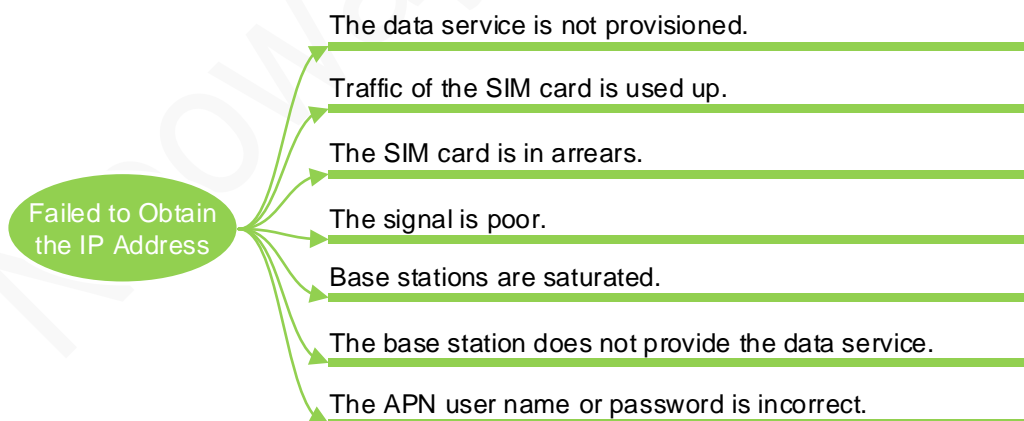 The data service is not provisioned.
Traffic of the SIM card is used up.
The SIM card is in arrears.
Failed to Obtain
the IP Address
The signal is poor.
Base stations are saturated.
The base station does not provide the data service.
The APN user name or password is incorrect.